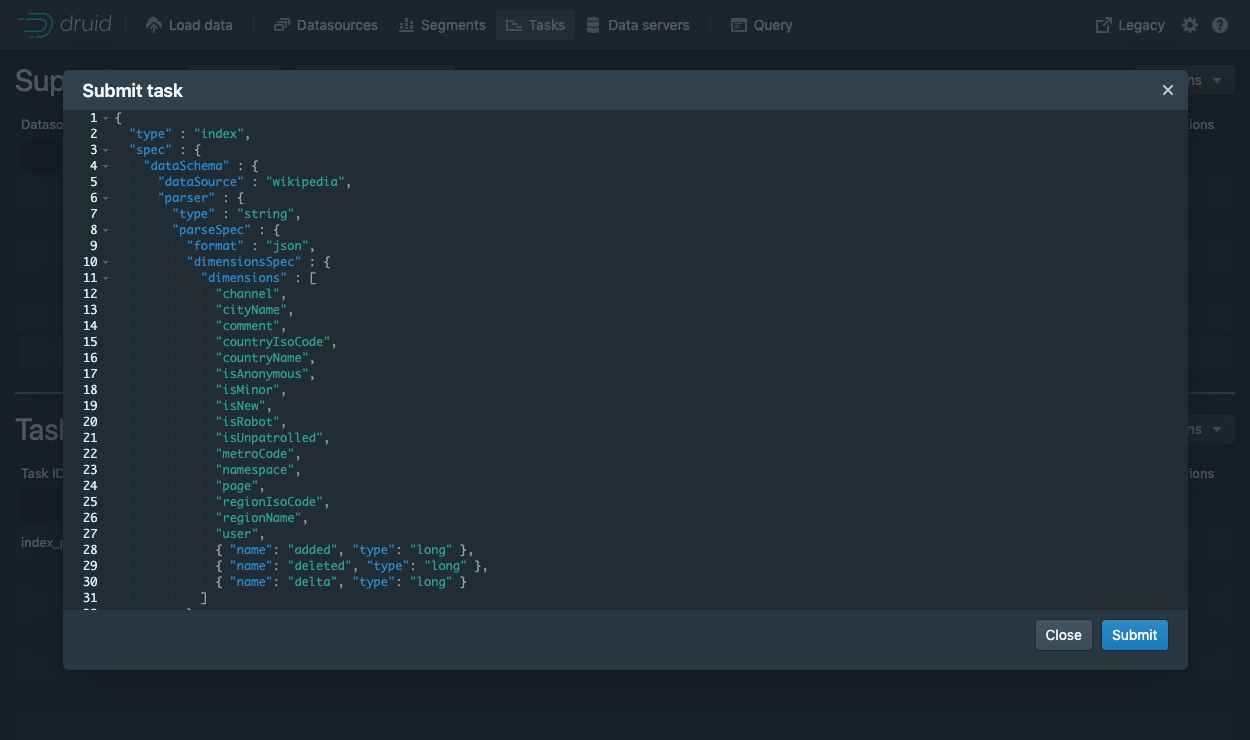 druid
Load data
Datasources
Segments
Tasks
Data servers
Query
Legacy
Sup
ns
Submit task
Dataso
ions
1 {
2 "type" : "index",
3 "spec" : {
4 "dataSchema" : {
5 "dataSource" : "wikipedia",
6 "parser" : {
7 "type" : "string",
8 "parseSpec" : {
9 "format" : "json",
10 "dimensionsSpec" : {
11 "dimensions" : [
12 "channel",
13 "cityName",
14 "comment",
15 "countryIsoCode",
16 "countryName",
17 "isAnonymous",
18 "isMinor",
19 "isNew",
20 "isRobot",
21 "isUnpatrolled",
22 "metroCode",
23 "namespace",
24 "page",
25 "regionIsoCode",
26 "regionName",
27 "user",
28 { "name": "added", "type": "long" },
29 { "name": "deleted", "type": "long" },
30 { "name": "delta", "type": "long" }
31 ]
Task
ns
Task ID
ions
index_p
Close
Submit